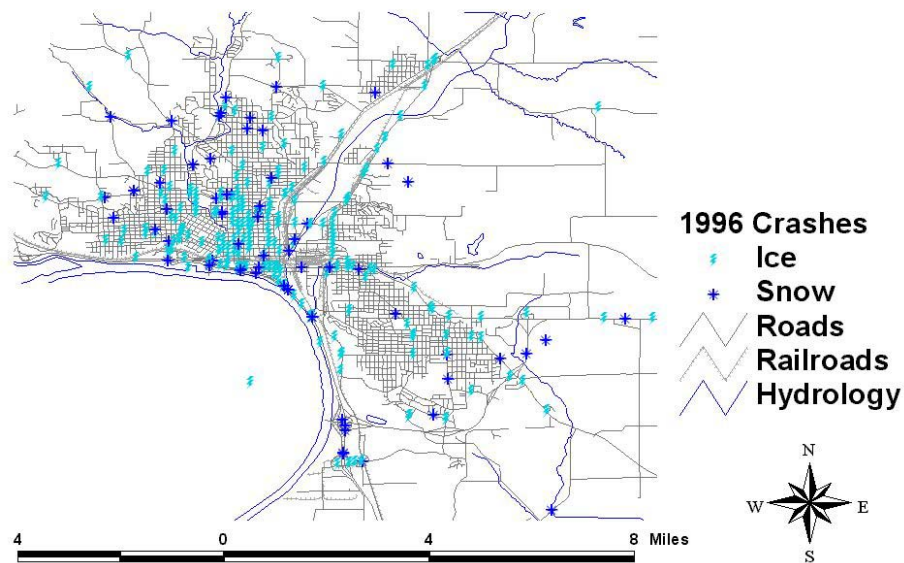 1996 Crashes
Ice
Snow
Roads
Railroads
Hydrology
N
W E
S
4 0 4 8 Miles